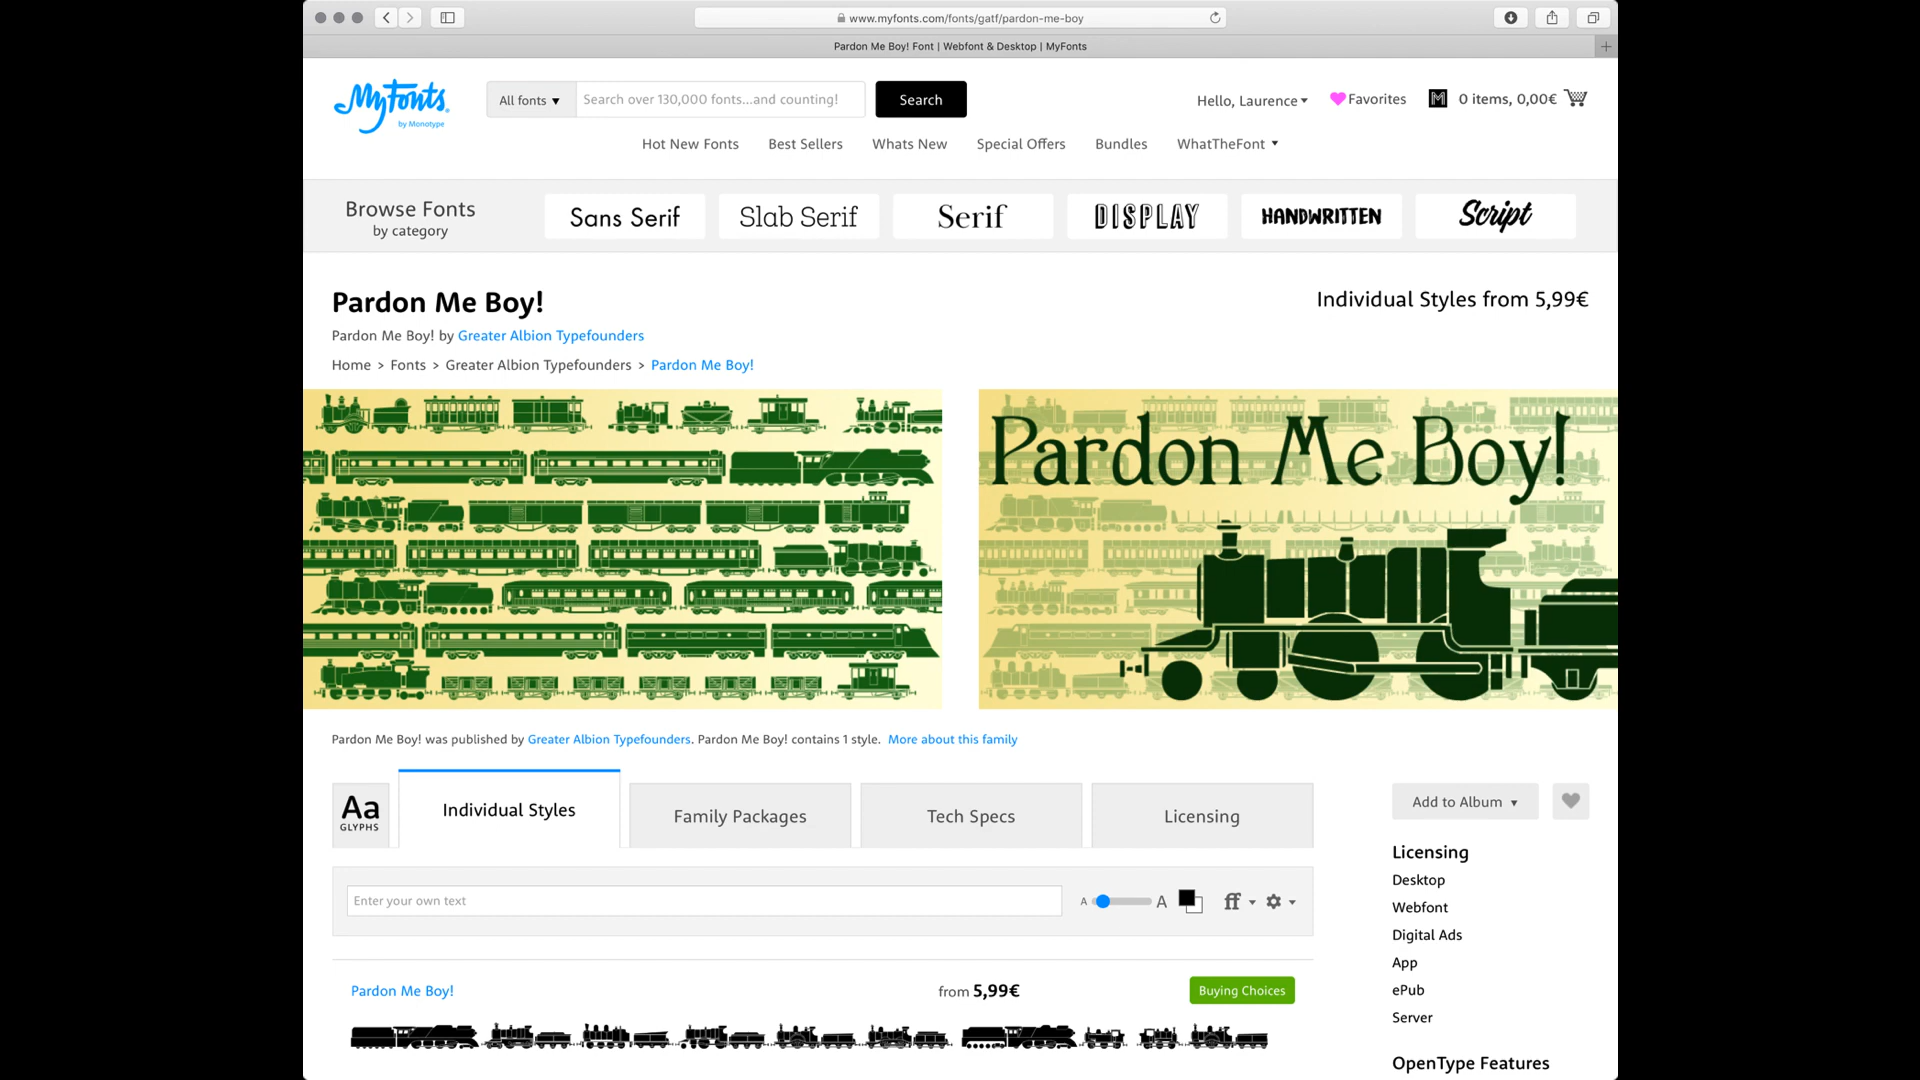 www.myfonts.com/fonts/gatf/pardon-me-boy
Pardon Me Boy! Font | Webfont & Desktop | MyFonts
MyFonts
by Monotype
All fonts
Search over 130,000 fonts...and counting!
Search
Hello, Laurence
Favorites
M
0 items, 0,00€
Hot New Fonts
Best Sellers
Whats New
Special Offers
Bundles
WhatTheFont
Browse Fonts
by category
Sans Serif
Slab Serif
Serif
DISPLAY
HANDWRITTEN
Script
Pardon Me Boy!
Individual Styles from 5,99€
Pardon Me Boy! by Greater Albion Typefounders
Home > Fonts > Greater Albion Typefounders > Pardon Me Boy!
Pardon Me Boy!
Pardon Me Boy! was published by Greater Albion Typefounders. Pardon Me Boy! contains 1 style. More about this family
Aa
GLYPHS
Individual Styles
Family Packages
Tech Specs
Licensing
Add to Album
Enter your own text
A
A
ff
Licensing
Desktop
Webfont
Digital Ads
App
ePub
Server
OpenType Features
Pardon Me Boy!
from 5,99€
Buying Choices